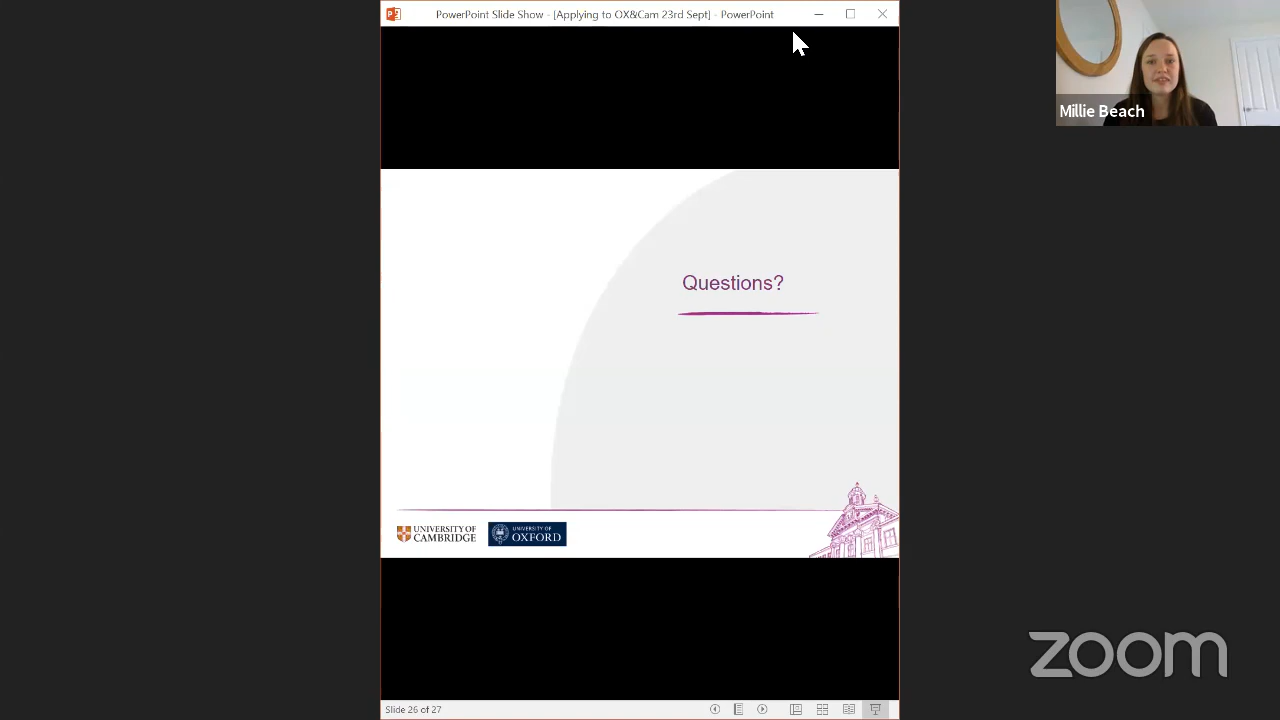 PowerPoint Slide Show - [Applying to OX&Cam 23rd Sept] - PowerPoint
Millie Beach
Questions?
UNIVERSITY OF
CAMBRIDGE
UNIVERSITY OF
OXFORD
zoom
Slide 26 of 27